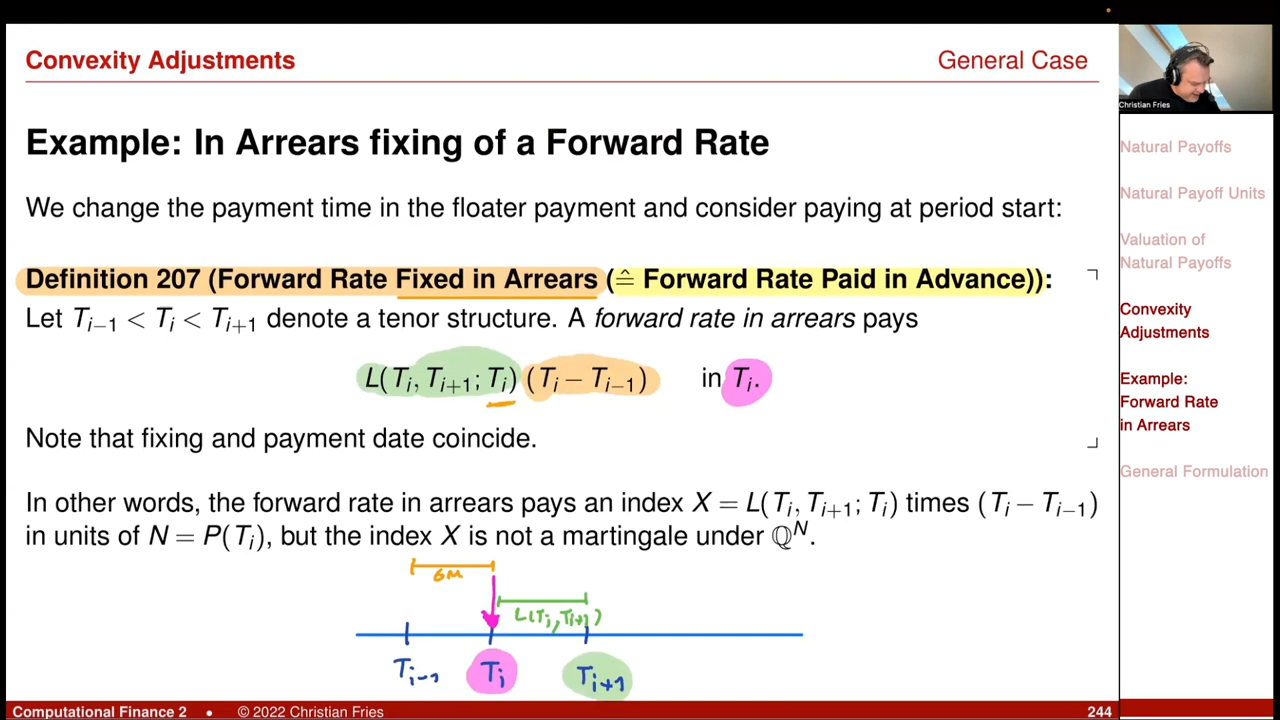 Convexity Adjustments
General Case
Example: In Arrears fixing of a Forward Rate
We change the payment time in the floater payment and consider paying at period start:
Definition 207 (Forward Rate Fixed in Arrears (≙ Forward Rate Paid in Advance)):
Let T_{i−1} < T_i < T_{i+1} denote a tenor structure. A forward rate in arrears pays
L(T_i, T_{i+1}; T_i) (T_i − T_{i−1}) in T_i.
Note that fixing and payment date coincide.
In other words, the forward rate in arrears pays an index X = L(T_i, T_{i+1}; T_i) times (T_i − T_{i−1})
in units of N = P(T_i), but the index X is not a martingale under ℚ^N.
6M
L(T_i, T_{i+1})
T_{i-1} T_i T_{i+1}
Computational Finance 2 • © 2022 Christian Fries
244
Christian Fries
Natural Payoffs
Natural Payoff Units
Valuation of
Natural Payoffs
Convexity
Adjustments
Example:
Forward Rate
in Arrears
General Formulation